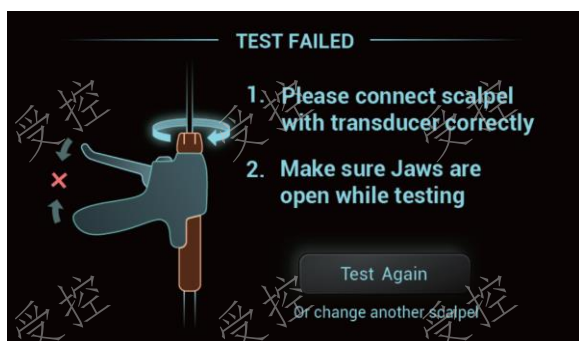 TEST FAILED
1. Please connect scalpel
with transducer correctly
2. Make sure Jaws are
open while testing
Test Again
Or change another scalpel
受控
受控
受控
受控
受控
受控